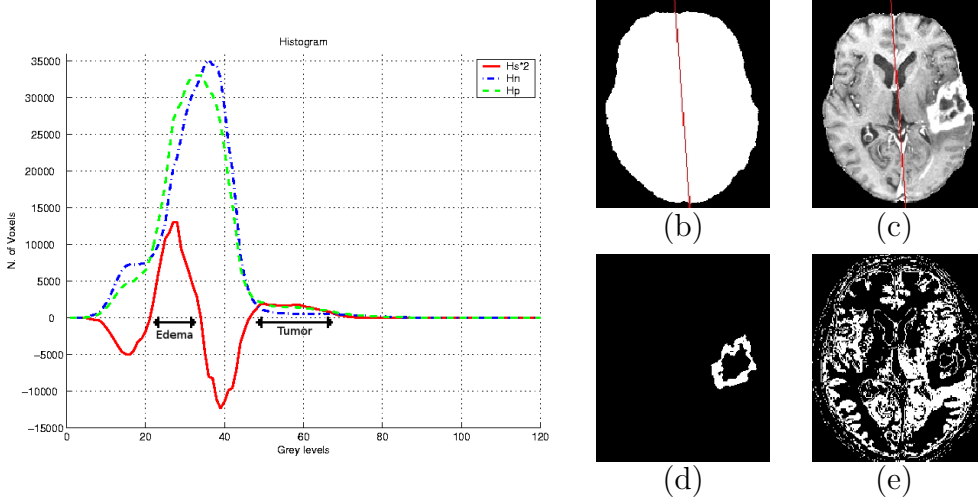 Histogram
Hs*2
Hn
Hp
35000
30000
25000
20000
15000
10000
5000
0
−5000
−10000
−15000
N. of Voxels
Edema
Tumor
0 20 40 60 80 100 120
Grey levels
(b)
(c)
(d)
(e)